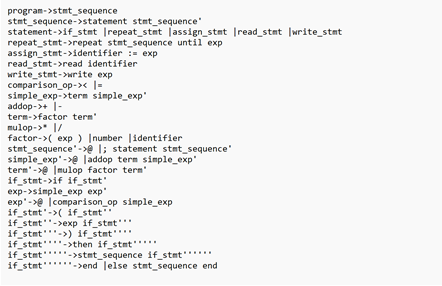 program->stmt_sequence
stmt_sequence->statement stmt_sequence'
statement->if_stmt |repeat_stmt |assign_stmt |read_stmt |write_stmt
repeat_stmt->repeat stmt_sequence until exp
assign_stmt->identifier := exp
read_stmt->read identifier
write_stmt->write exp
comparison_op->< |=
simple_exp->term simple_exp'
addop->+ |-
term->factor term'
mulop->* |/
factor->( exp ) |number |identifier
stmt_sequence'->@ |; statement stmt_sequence'
simple_exp'->@ |addop term simple_exp'
term'->@ |mulop factor term'
if_stmt->if if_stmt'
exp->simple_exp exp'
exp'->@ |comparison_op simple_exp
if_stmt'->( if_stmt''
if_stmt''->exp if_stmt'''
if_stmt'''->) if_stmt''''
if_stmt''''->then if_stmt'''''
if_stmt'''''->stmt_sequence if_stmt''''''
if_stmt''''''->end |else stmt_sequence end